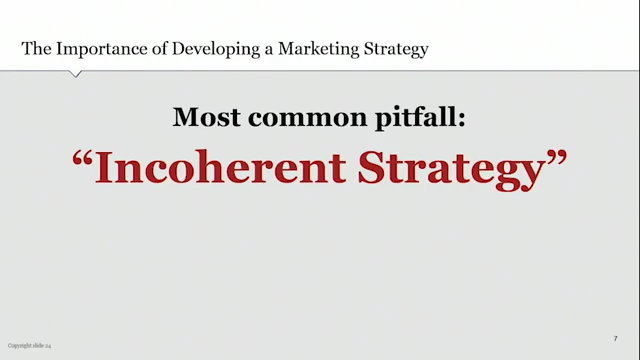 The Importance of Developing a Marketing Strategy
Most common pitfall:
“Incoherent Strategy”
7
Copyright slide 24